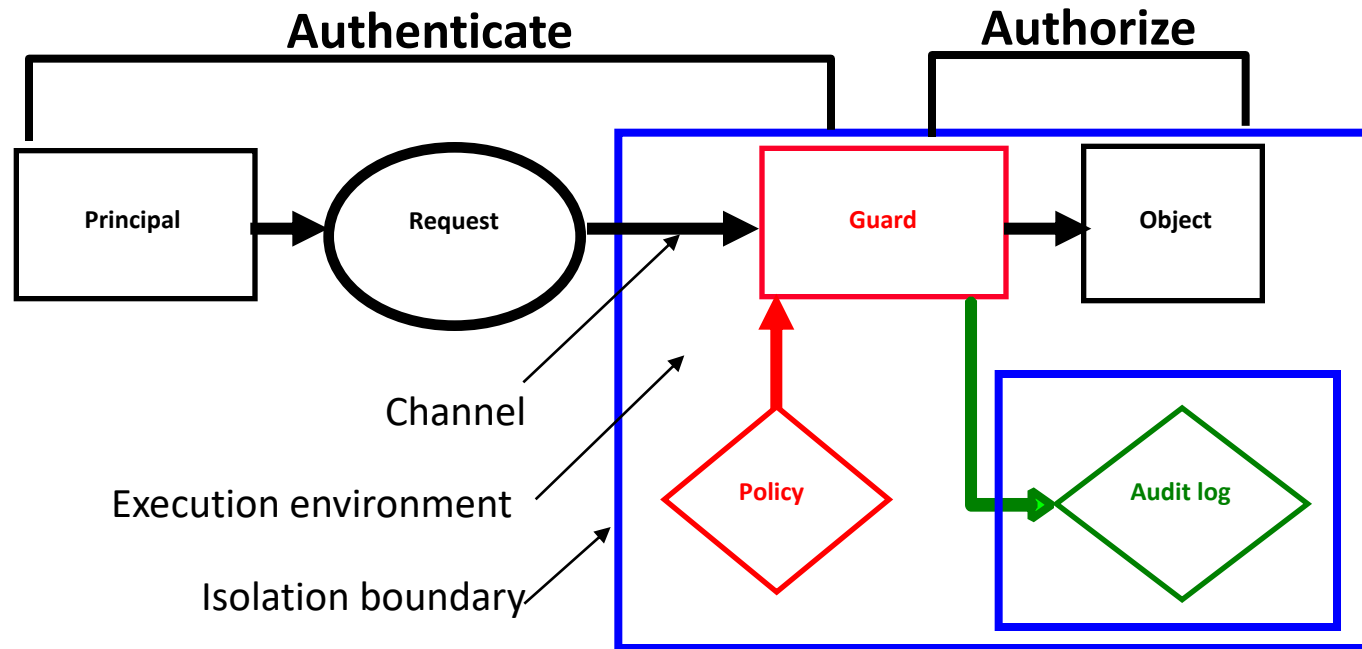 Authenticate
Authorize
Principal
Request
Guard
Object
Channel
Policy
Audit log
Execution environment
Isolation boundary